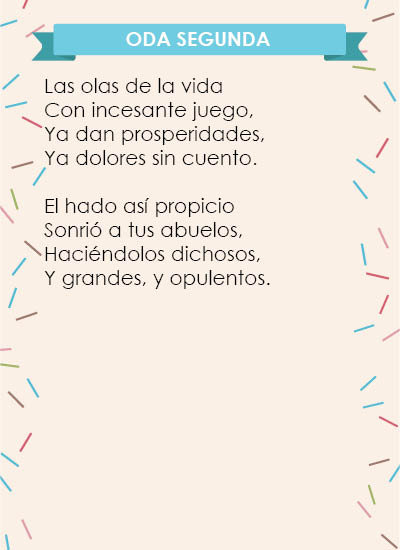 ODA SEGUNDA
Las olas de la vida
Con incesante juego,
Ya dan prosperidades,
Ya dolores sin cuento.
El hado así propicio
Sonrió a tus abuelos,
Haciéndolos dichosos,
Y grandes, y opulentos.